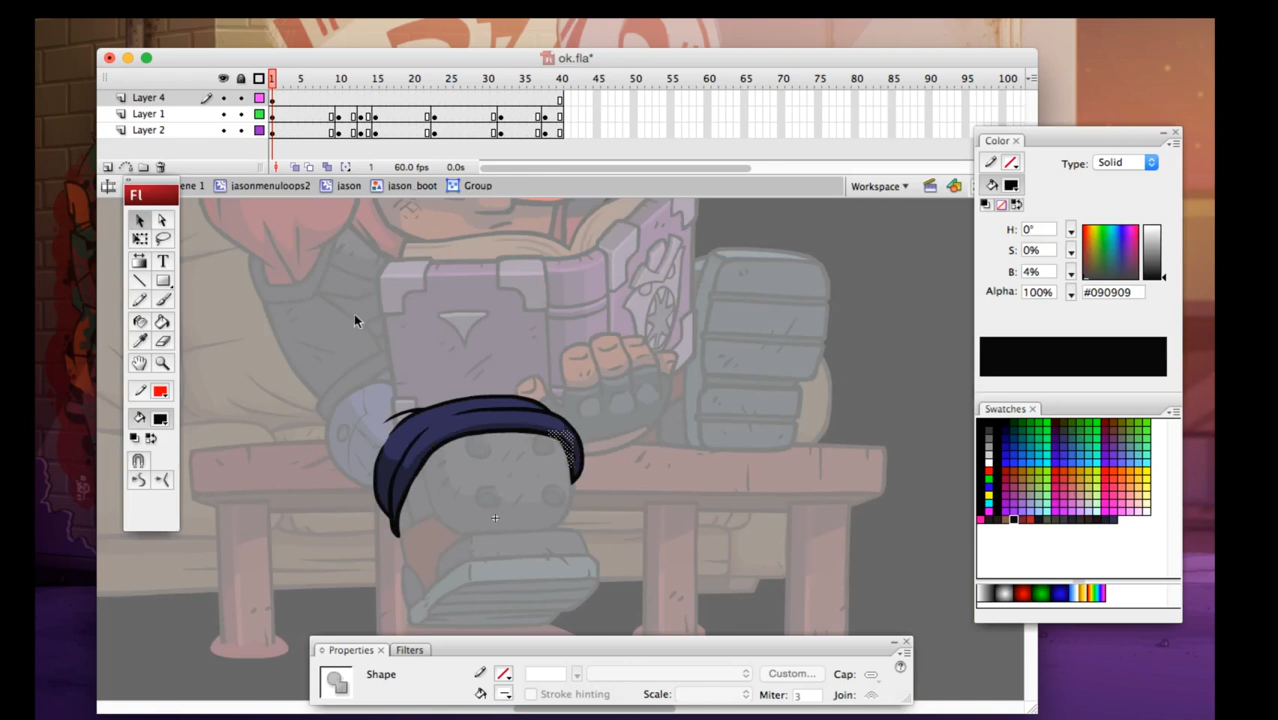 ok.fla*
1 5 10 15 20 25 30 35 40 45 50 55 60 65 70 75 80 85 90 95 100
Layer 4
Layer 1
Layer 2
1 60.0 fps 0.0s
ene 1 jasonmenuloops2 jason jason_boot Group Workspace
Fl
T
Color
Type: Solid
H: 0°
S: 0%
B: 4%
Alpha: 100% #090909
Swatches
Properties Filters
Shape Custom... Cap:
Stroke hinting Scale: Miter: 3 Join: